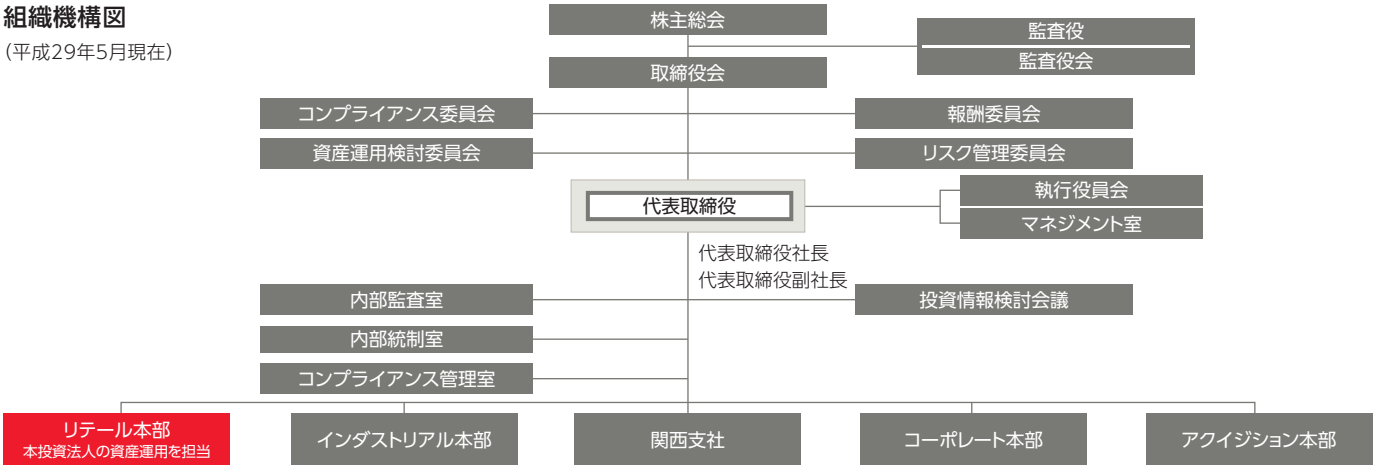 組織機構図
(平成29年5月現在)
株主総会
監査役
監査役会
取締役会
コンプライアンス委員会
報酬委員会
資産運用検討委員会
リスク管理委員会
代表取締役
執行役員会
マネジメント室
代表取締役社長
代表取締役副社長
内部監査室
投資情報検討会議
内部統制室
コンプライアンス管理室
リテール本部
本投資法人の資産運用を担当
インダストリアル本部
関西支社
コーポレート本部
アクイジション本部